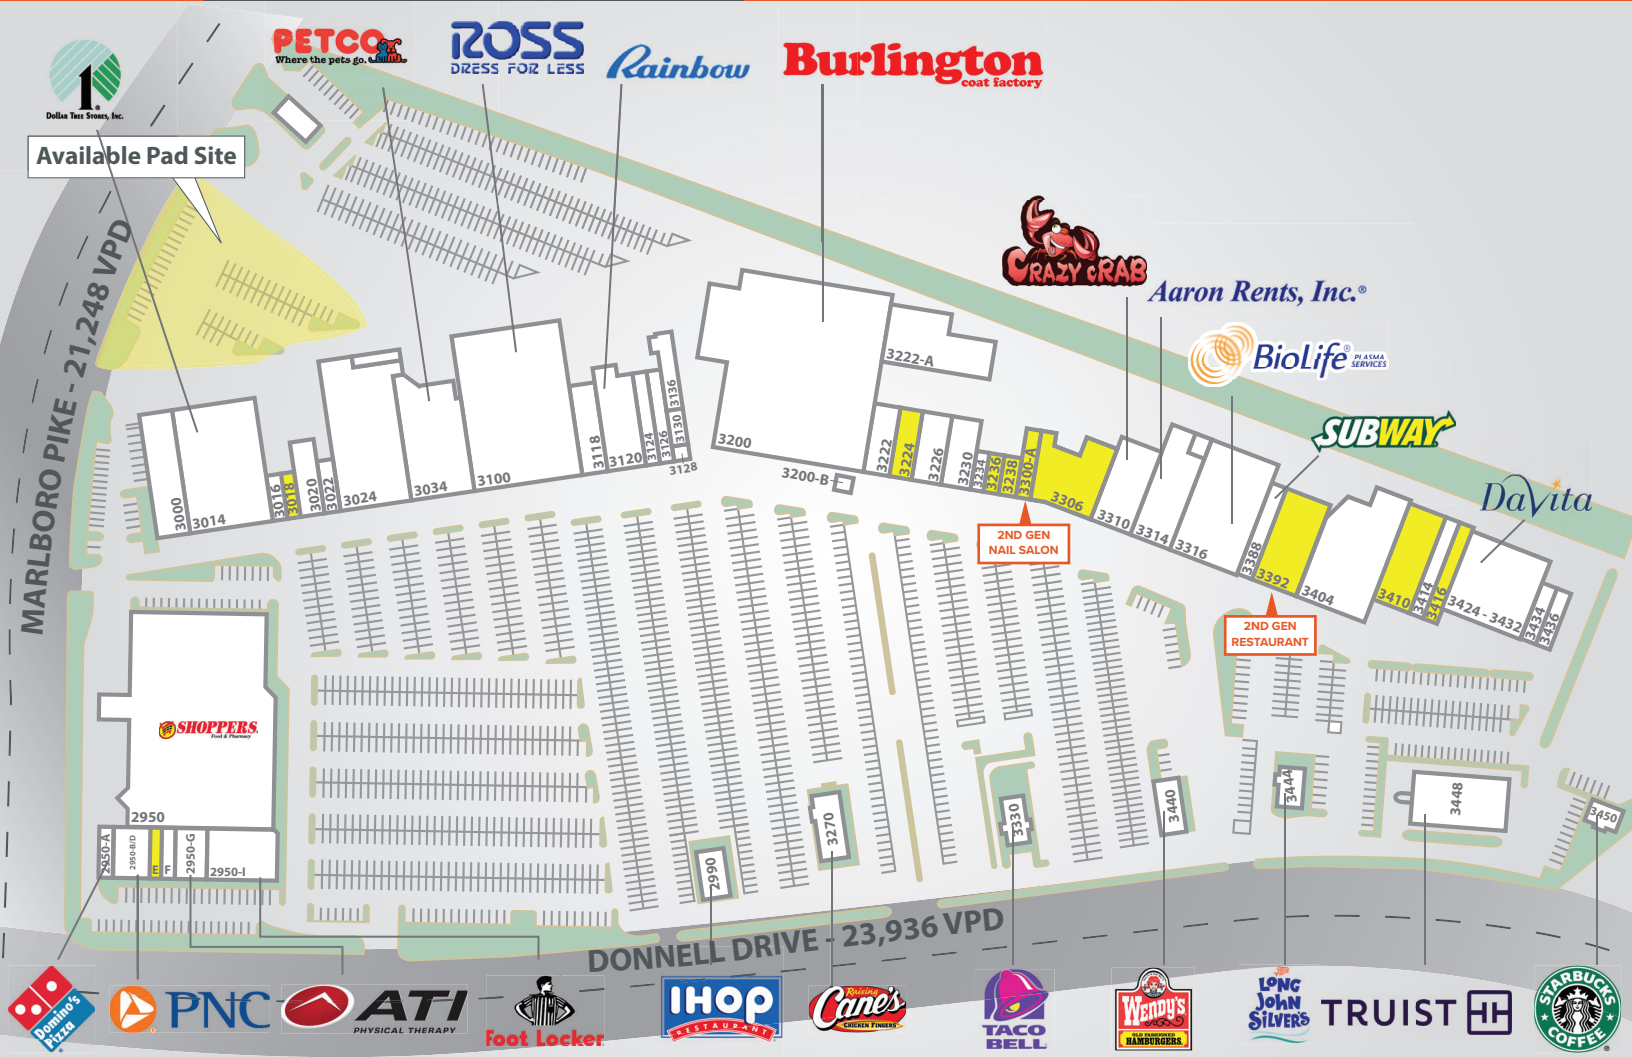 1
Dollar Tree Stores, Inc.
PETCO
Where the pets go.
ROSS
DRESS FOR LESS
Rainbow
Burlington
coat factory
Available Pad Site
CRAZY CRAB
Aaron Rents, Inc.®
BioLife® PLASMA
SERVICES
SUBWAY
DaVita
MARLBORO PIKE - 21,248 VPD
3000
3014
3016
3018
3020
3022
3024
3034
3100
3118
3120
3124
3126
3128
3130
3136
3200
3200-B
3222-A
3222
3224
3226
3230
3234
3236
3238
3300-A
3306
3310
3314
3316
3388
3392
3404
3410
3414
3416
3424 - 3432
3434
3436
2ND GEN
NAIL SALON
2ND GEN
RESTAURANT
SHOPPERS
Food & Pharmacy
2950
2950-A
2950-B/D
E
F
2950-G
2950-I
2990
3270
3330
3440
3444
3448
3450
DONNELL DRIVE - 23,936 VPD
Domino's
Pizza
PNC
ATI
PHYSICAL THERAPY
Foot Locker
IHOP
RESTAURANT
Raising
Cane's
CHICKEN FINGERS
TACO
BELL
Wendy's
OLD FASHIONED
HAMBURGERS
LONG
JOHN
SILVER'S
TRUIST
STARBUCKS
COFFEE